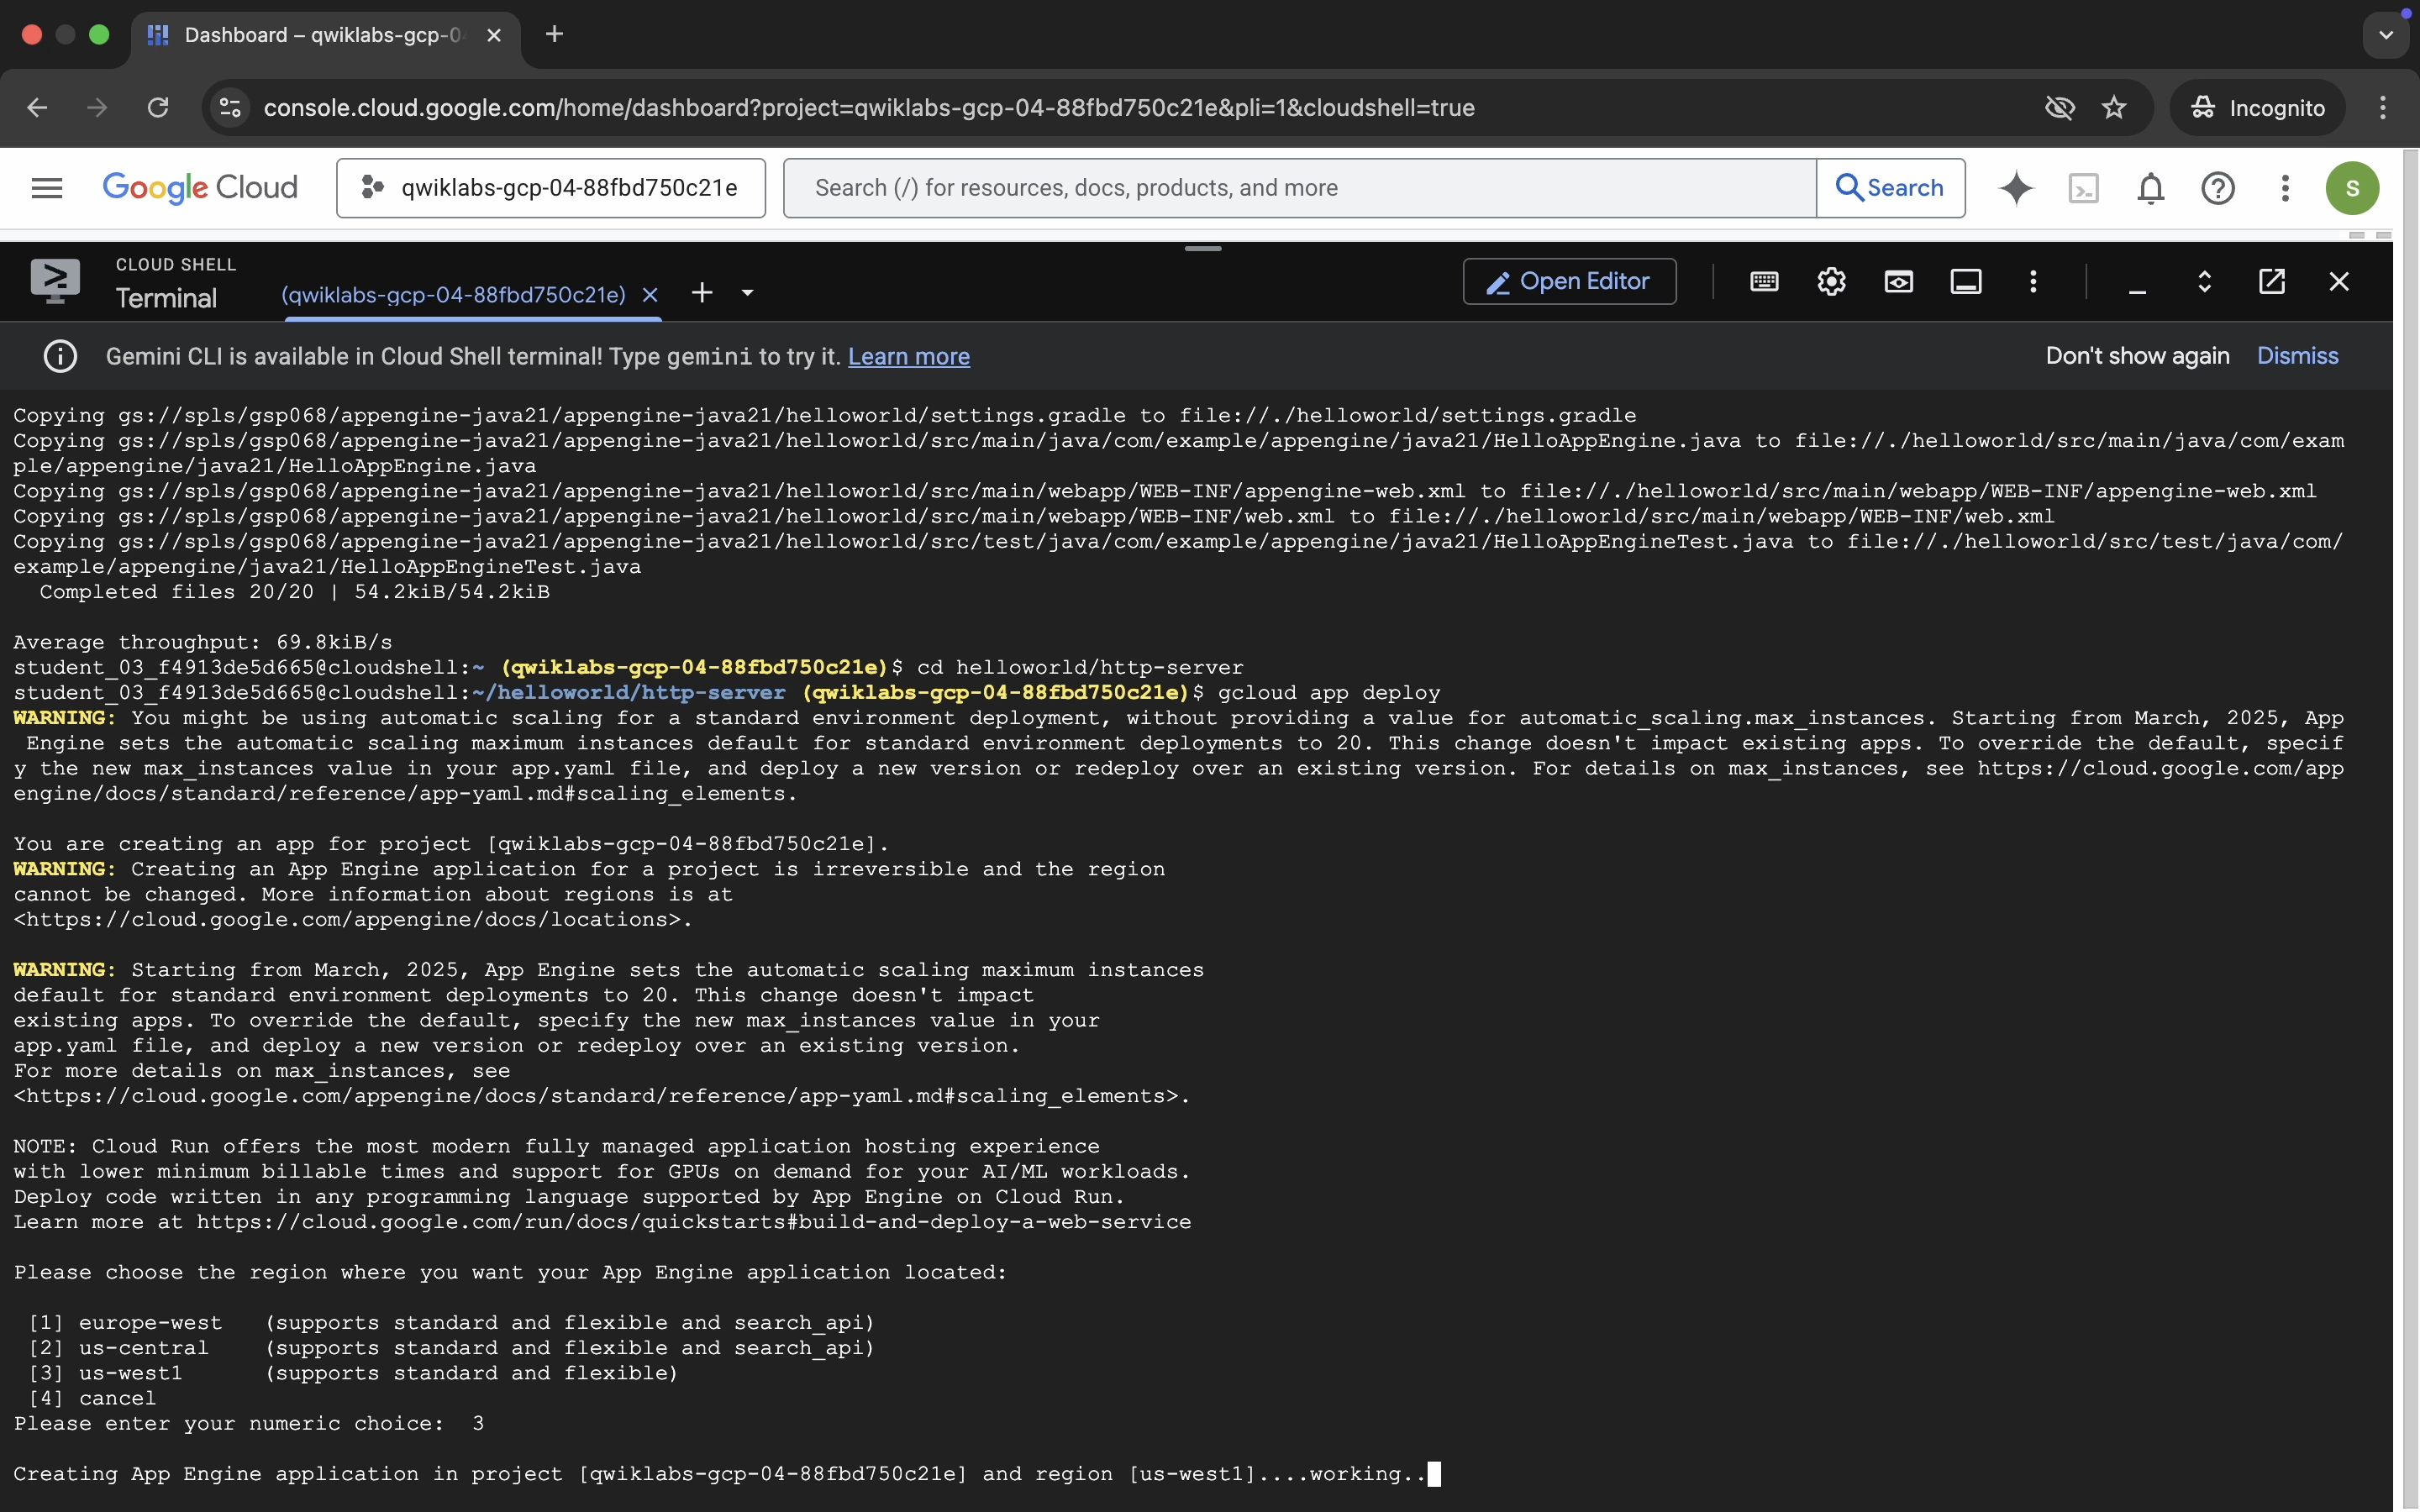 Dashboard – qwiklabs-gcp-0
console.cloud.google.com/home/dashboard?project=qwiklabs-gcp-04-88fbd750c21e&pli=1&cloudshell=true
Incognito
Google Cloud
qwiklabs-gcp-04-88fbd750c21e
Search (/) for resources, docs, products, and more
Search
S
CLOUD SHELL
Terminal
(qwiklabs-gcp-04-88fbd750c21e)
Open Editor
Gemini CLI is available in Cloud Shell terminal! Type gemini to try it. Learn more
Don't show again
Dismiss
Copying gs://spls/gsp068/appengine-java21/appengine-java21/helloworld/settings.gradle to file://./helloworld/settings.gradle
Copying gs://spls/gsp068/appengine-java21/appengine-java21/helloworld/src/main/java/com/example/appengine/java21/HelloAppEngine.java to file://./helloworld/src/main/java/com/exam
ple/appengine/java21/HelloAppEngine.java
Copying gs://spls/gsp068/appengine-java21/appengine-java21/helloworld/src/main/webapp/WEB-INF/appengine-web.xml to file://./helloworld/src/main/webapp/WEB-INF/appengine-web.xml
Copying gs://spls/gsp068/appengine-java21/appengine-java21/helloworld/src/main/webapp/WEB-INF/web.xml to file://./helloworld/src/main/webapp/WEB-INF/web.xml
Copying gs://spls/gsp068/appengine-java21/appengine-java21/helloworld/src/test/java/com/example/appengine/java21/HelloAppEngineTest.java to file://./helloworld/src/test/java/com/
example/appengine/java21/HelloAppEngineTest.java
Completed files 20/20 | 54.2kiB/54.2kiB
Average throughput: 69.8kiB/s
student_03_f4913de5d665@cloudshell:~ (qwiklabs-gcp-04-88fbd750c21e)$ cd helloworld/http-server
student_03_f4913de5d665@cloudshell:~/helloworld/http-server (qwiklabs-gcp-04-88fbd750c21e)$ gcloud app deploy
WARNING: You might be using automatic scaling for a standard environment deployment, without providing a value for automatic_scaling.max_instances. Starting from March, 2025, App
Engine sets the automatic scaling maximum instances default for standard environment deployments to 20. This change doesn't impact existing apps. To override the default, specif
y the new max_instances value in your app.yaml file, and deploy a new version or redeploy over an existing version. For details on max_instances, see https://cloud.google.com/app
engine/docs/standard/reference/app-yaml.md#scaling_elements.
You are creating an app for project [qwiklabs-gcp-04-88fbd750c21e].
WARNING: Creating an App Engine application for a project is irreversible and the region
cannot be changed. More information about regions is at
<https://cloud.google.com/appengine/docs/locations>.
WARNING: Starting from March, 2025, App Engine sets the automatic scaling maximum instances
default for standard environment deployments to 20. This change doesn't impact
existing apps. To override the default, specify the new max_instances value in your
app.yaml file, and deploy a new version or redeploy over an existing version.
For more details on max_instances, see
<https://cloud.google.com/appengine/docs/standard/reference/app-yaml.md#scaling_elements>.
NOTE: Cloud Run offers the most modern fully managed application hosting experience
with lower minimum billable times and support for GPUs on demand for your AI/ML workloads.
Deploy code written in any programming language supported by App Engine on Cloud Run.
Learn more at https://cloud.google.com/run/docs/quickstarts#build-and-deploy-a-web-service
Please choose the region where you want your App Engine application located:
[1] europe-west (supports standard and flexible and search_api)
[2] us-central (supports standard and flexible and search_api)
[3] us-west1 (supports standard and flexible)
[4] cancel
Please enter your numeric choice: 3
Creating App Engine application in project [qwiklabs-gcp-04-88fbd750c21e] and region [us-west1]....working..